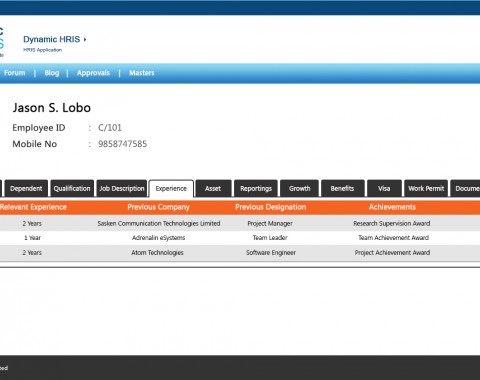 Dynamic HRIS
HRIS Application
Forum | Blog | Approvals | Masters
Jason S. Lobo
Employee ID : C/101
Mobile No : 9858747585
Dependent Qualification Job Description Experience Asset Reportings Growth Benefits Visa Work Permit Docume
Relevant Experience Previous Company Previous Designation Achievements
2 Years Sasken Communication Technologies Limited Project Manager Research Supervision Award
1 Year Adrenalin eSystems Team Leader Team Achievement Award
2 Years Atom Technologies Software Engineer Project Achievement Award